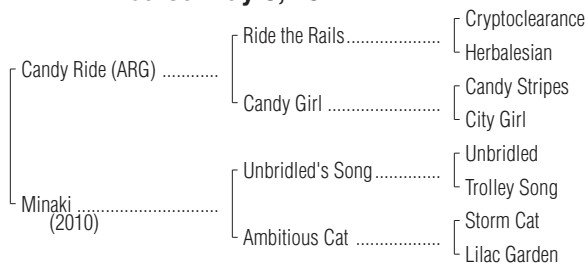 Cryptoclearance
Ride the Rails
Herbalesian
Candy Ride (ARG)
Candy Stripes
Candy Girl
City Girl
Unbridled
Unbridled's Song
Trolley Song
Minaki
(2010)
Storm Cat
Ambitious Cat
Lilac Garden